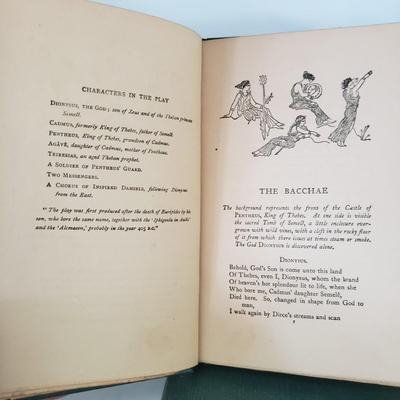 CHARACTERS IN THE PLAY
DIONYSUS, THE GOD; son of Zeus and of the Theban princess
Semelê.
CADMUS, formerly King of Thebes, father of Semelê.
PENTHEUS, King of Thebes, grandson of Cadmus.
AGÂVÊ, daughter of Cadmus, mother of Pentheus.
TEIRESIAS, an aged Theban prophet.
A SOLDIER OF PENTHEUS' GUARD.
TWO MESSENGERS.
A CHORUS OF INSPIRED DAMSELS, following Dionysus
from the East.
"The play was first produced after the death of Euripides by his
son, who bore the same name, together with the 'Iphigenîa in Aulis'
and the 'Alcmaeon,' probably in the year 405 B.C."
THE BACCHAE
The background represents the front of the Castle of
PENTHEUS, King of Thebes. At one side is visible
the sacred Tomb of Semelê, a little enclosure over-
grown with wild vines, with a cleft in the rocky floor
of it from which there issues at times steam or smoke.
The God DIONYSUS is discovered alone.
DIONYSUS.
Behold, God's Son is come unto this land
Of Thebes, even I, Dionysus, whom the brand
Of heaven's hot splendour lit to life, when she
Who bore me, Cadmus' daughter Semelê,
Died here. So, changed in shape from God to
man,
I walk again by Dirce's streams and scan